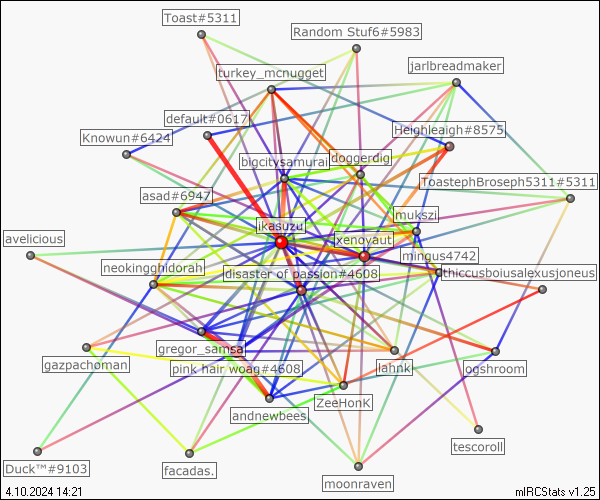 Toast#5311
Random Stuf6#5983
turkey_mcnugget
jarlbreadmaker
default#0617
Heighleigh#8575
Knowun#6424
bigcitysamurai
doggerdig
ToastephBroseph5311#5311
asad#6947
mukszi
ikasuzu
xenoyaut
avelicious
mingus4742
neokingghidorah
disaster of passion#4608
thiccusboiusalexusjoneus
gregor_samsa
gazpachoman
pink hair woag#4608
lahnk
ogshroom
andnewbees
ZeeHonK
tescoroll
Duck™#9103
facadas.
moonraven
4.10.2024 14:21
mIRCStats v1.25